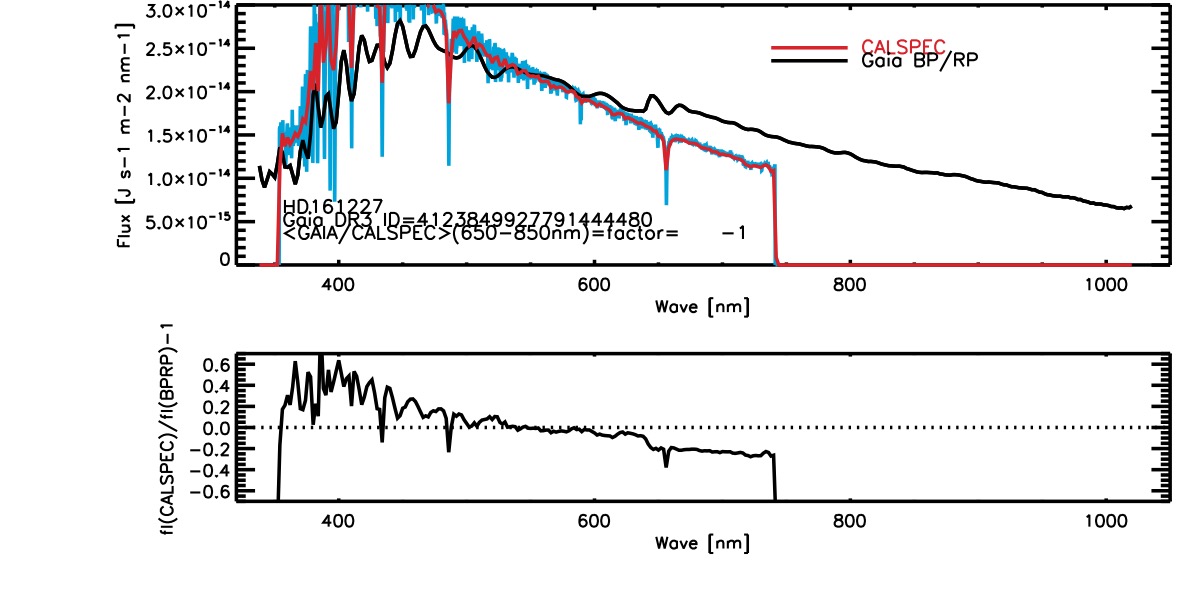 3.0×10−14
2.5×10−14
2.0×10−14
1.5×10−14
1.0×10−14
5.0×10−15
0
Flux [J s−1 m−2 nm−1]
CALSPEC
Gaia BP/RP
HD161227
Gaia DR3 ID=4123849927791444480
<GAIA/CALSPEC>(650−850nm)=factor= −1
400 600 800 1000
Wave [nm]
fl(CALSPEC)/fl(BPRP)−1
0.6
0.4
0.2
0.0
−0.2
−0.4
−0.6
400 600 800 1000
Wave [nm]